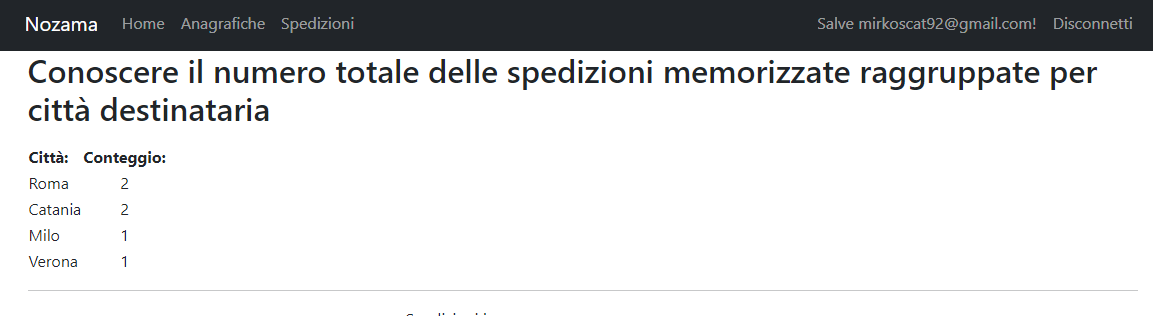 Nozama Home Anagrafiche Spedizioni Salve mirkoscat92@gmail.com! Disconnetti
Conoscere il numero totale delle spedizioni memorizzate raggruppate per
città destinataria
Città: Conteggio:
Roma 2
Catania 2
Milo 1
Verona 1